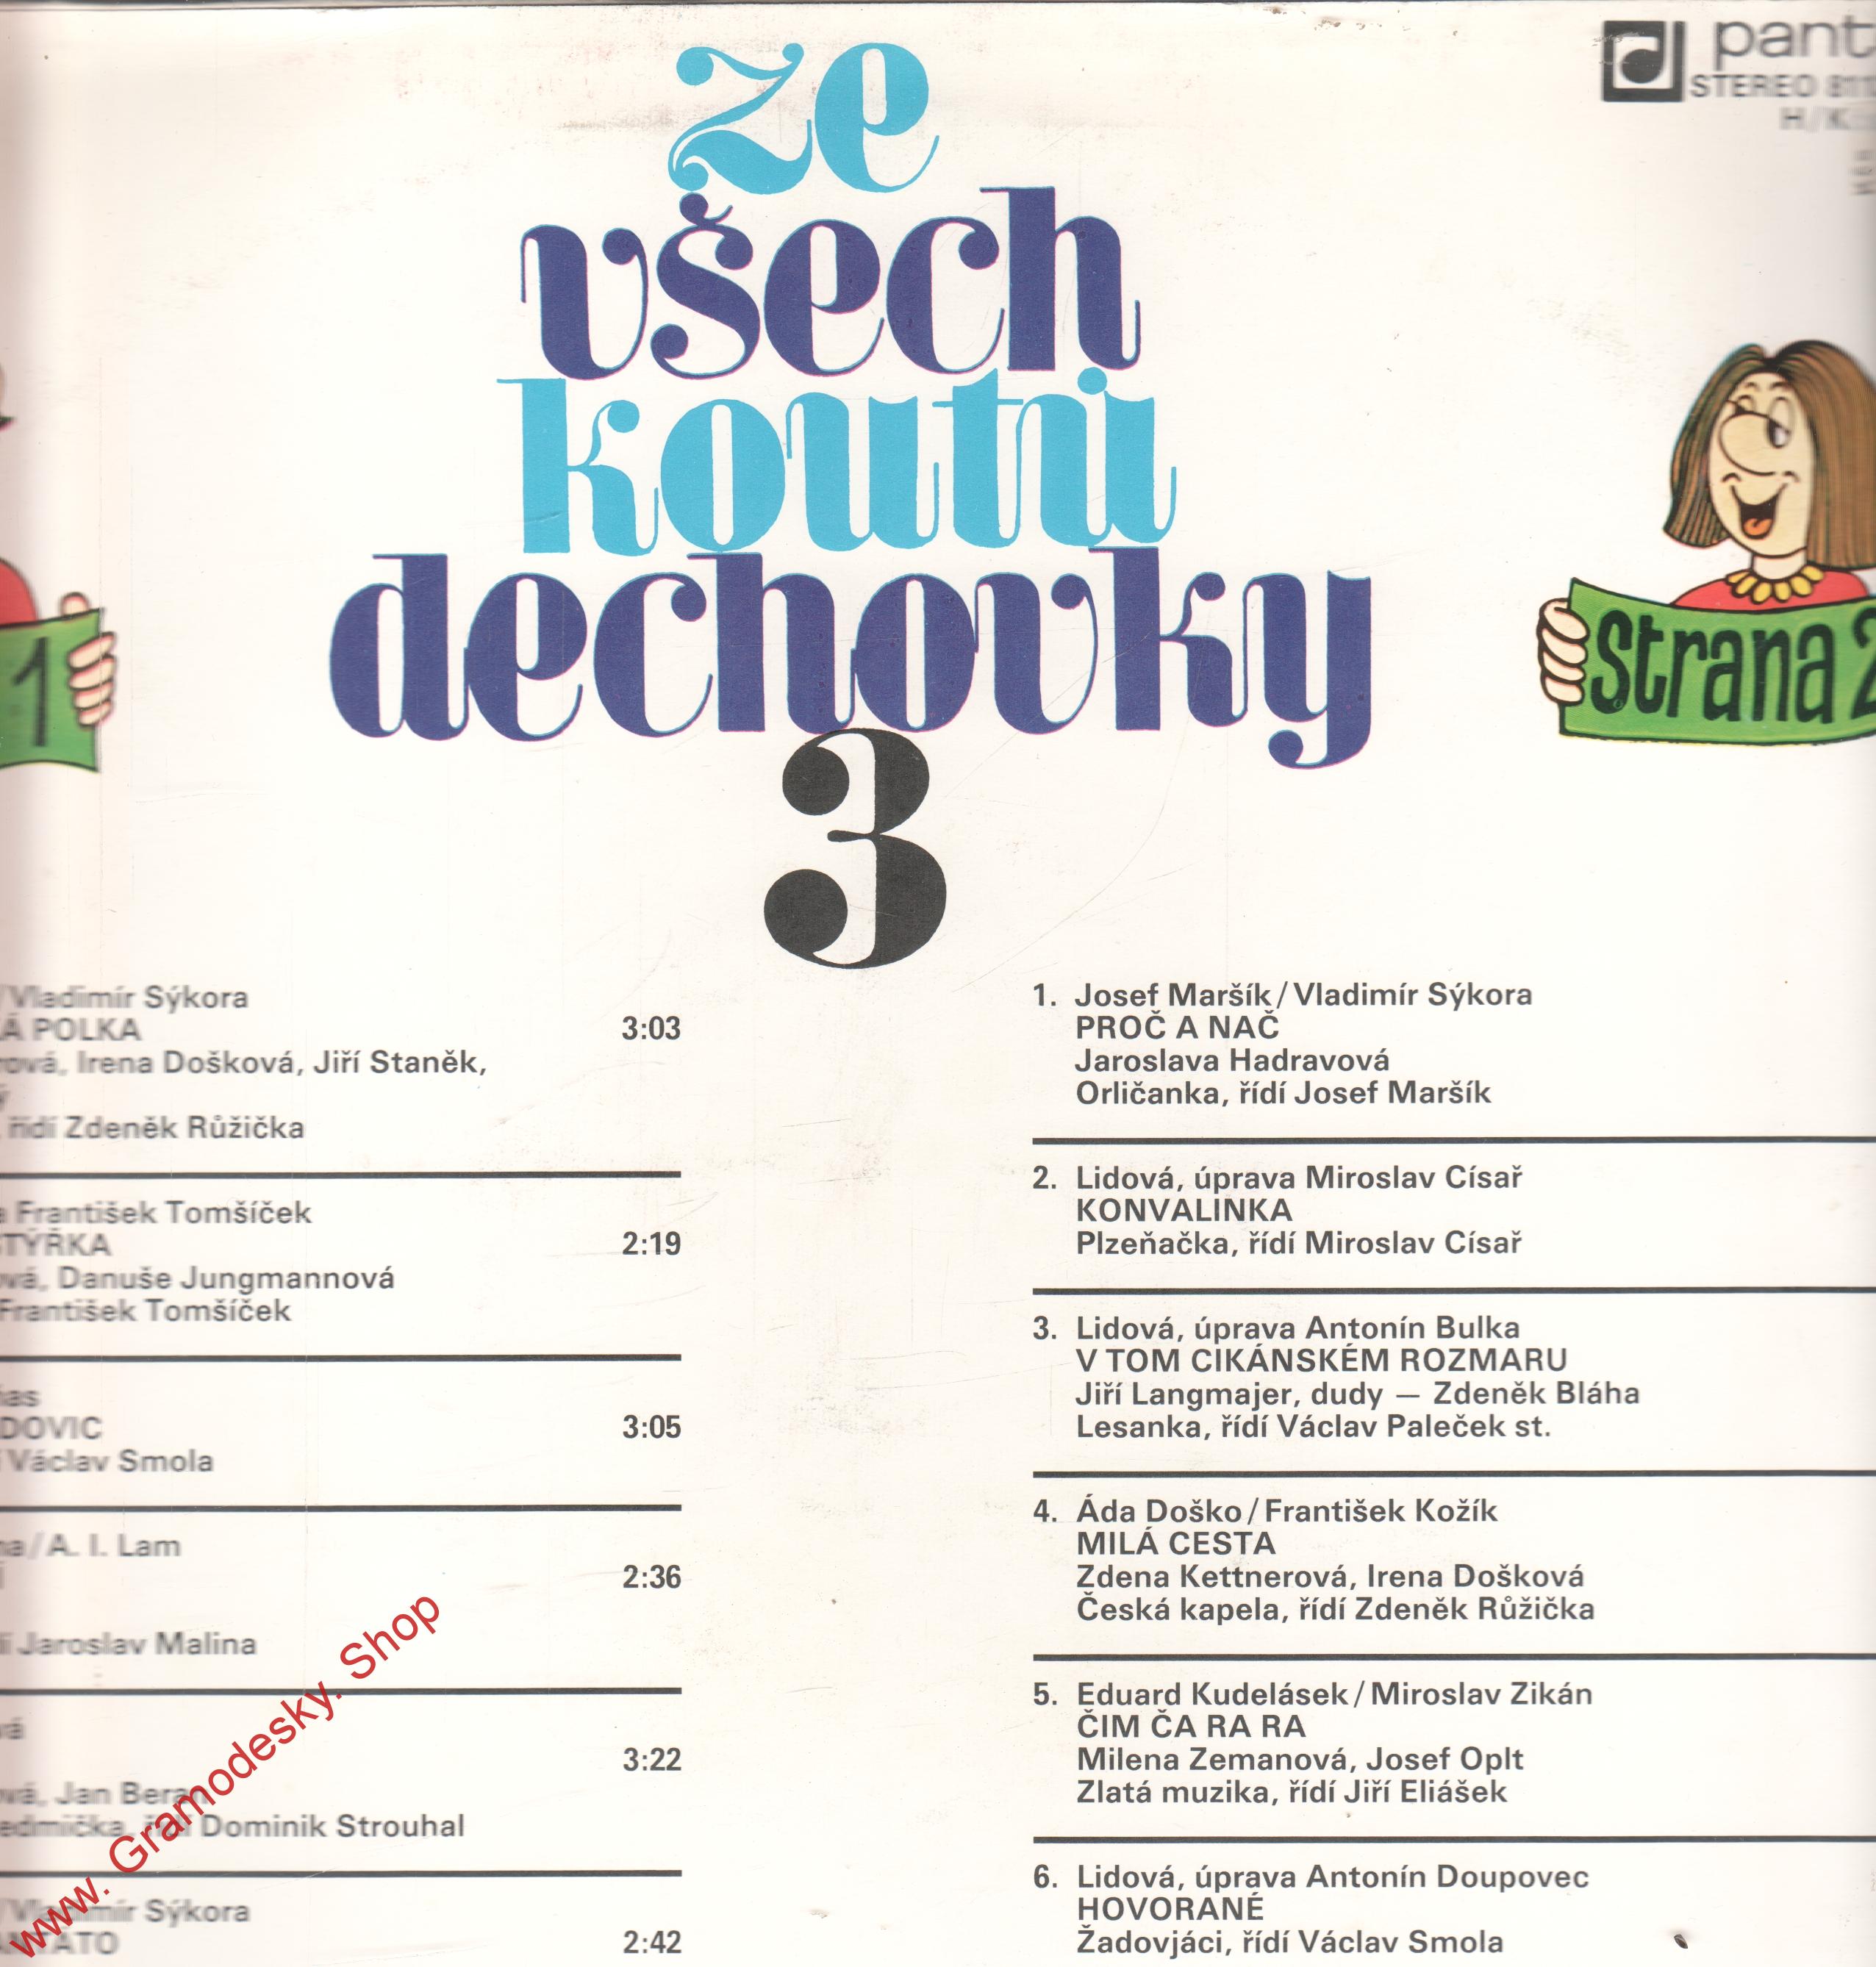 ze
všech
koutů
dechovky
3
STEREO
1
Strana 2
Vladimír Sýkora
POLKA 3:03
Irena Došková, Jiří Staněk,
řídí Zdeněk Růžička
František Tomšíček
2:19
Danuše Jungmannová
František Tomšíček
3:05
Václav Smola
A. I. Lam
2:36
Jaroslav Malina
3:22
Jan Beran
řídí Dominik Strouhal
Vladimír Sýkora
2:42
1. Josef Maršík/Vladimír Sýkora
PROČ A NAČ
Jaroslava Hadravová
Orličanka, řídí Josef Maršík
2. Lidová, úprava Miroslav Císař
KONVALINKA
Plzeňačka, řídí Miroslav Císař
3. Lidová, úprava Antonín Bulka
V TOM CIKÁNSKÉM ROZMARU
Jiří Langmajer, dudy — Zdeněk Bláha
Lesanka, řídí Václav Paleček st.
4. Áda Doško/František Kožík
MILÁ CESTA
Zdena Kettnerová, Irena Došková
Česká kapela, řídí Zdeněk Růžička
5. Eduard Kudelásek/Miroslav Zikán
ČIM ČA RA RA
Milena Zemanová, Josef Oplt
Zlatá muzika, řídí Jiří Eliášek
6. Lidová, úprava Antonín Doupovec
HOVORANÉ
Žadovjáci, řídí Václav Smola
www. Gramodesky. Shop